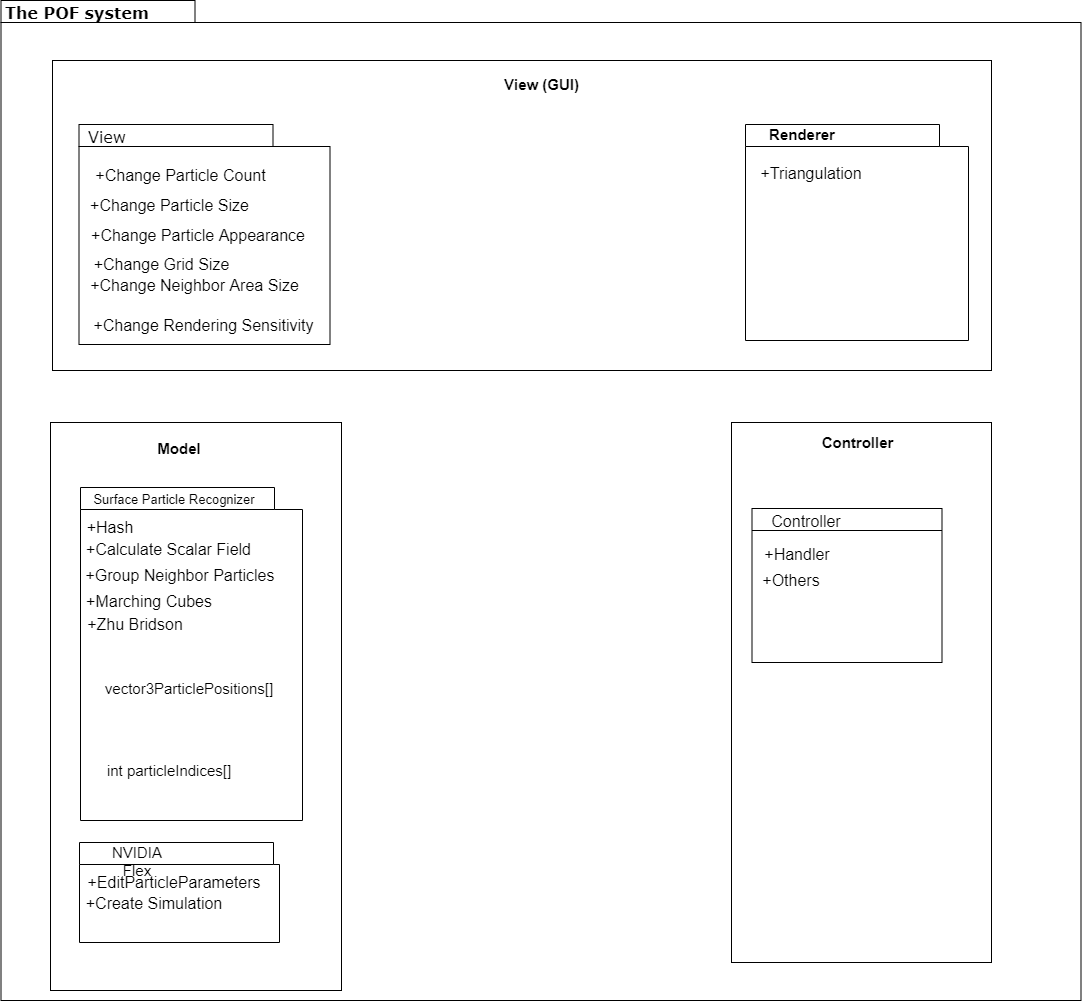 The POF system
View (GUI)
View
+Change Particle Count
+Change Particle Size
+Change Particle Appearance
+Change Grid Size
+Change Neighbor Area Size
+Change Rendering Sensitivity
Renderer
+Triangulation
Model
Surface Particle Recognizer
+Hash
+Calculate Scalar Field
+Group Neighbor Particles
+Marching Cubes
+Zhu Bridson
vector3ParticlePositions[]
int particleIndices[]
NVIDIA
Flex
+EditParticleParameters
+Create Simulation
Controller
Controller
+Handler
+Others